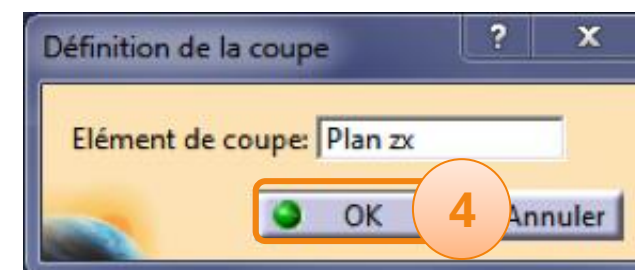 Définition de la coupe ? X
Elément de coupe: Plan zx
OK 4 Annuler